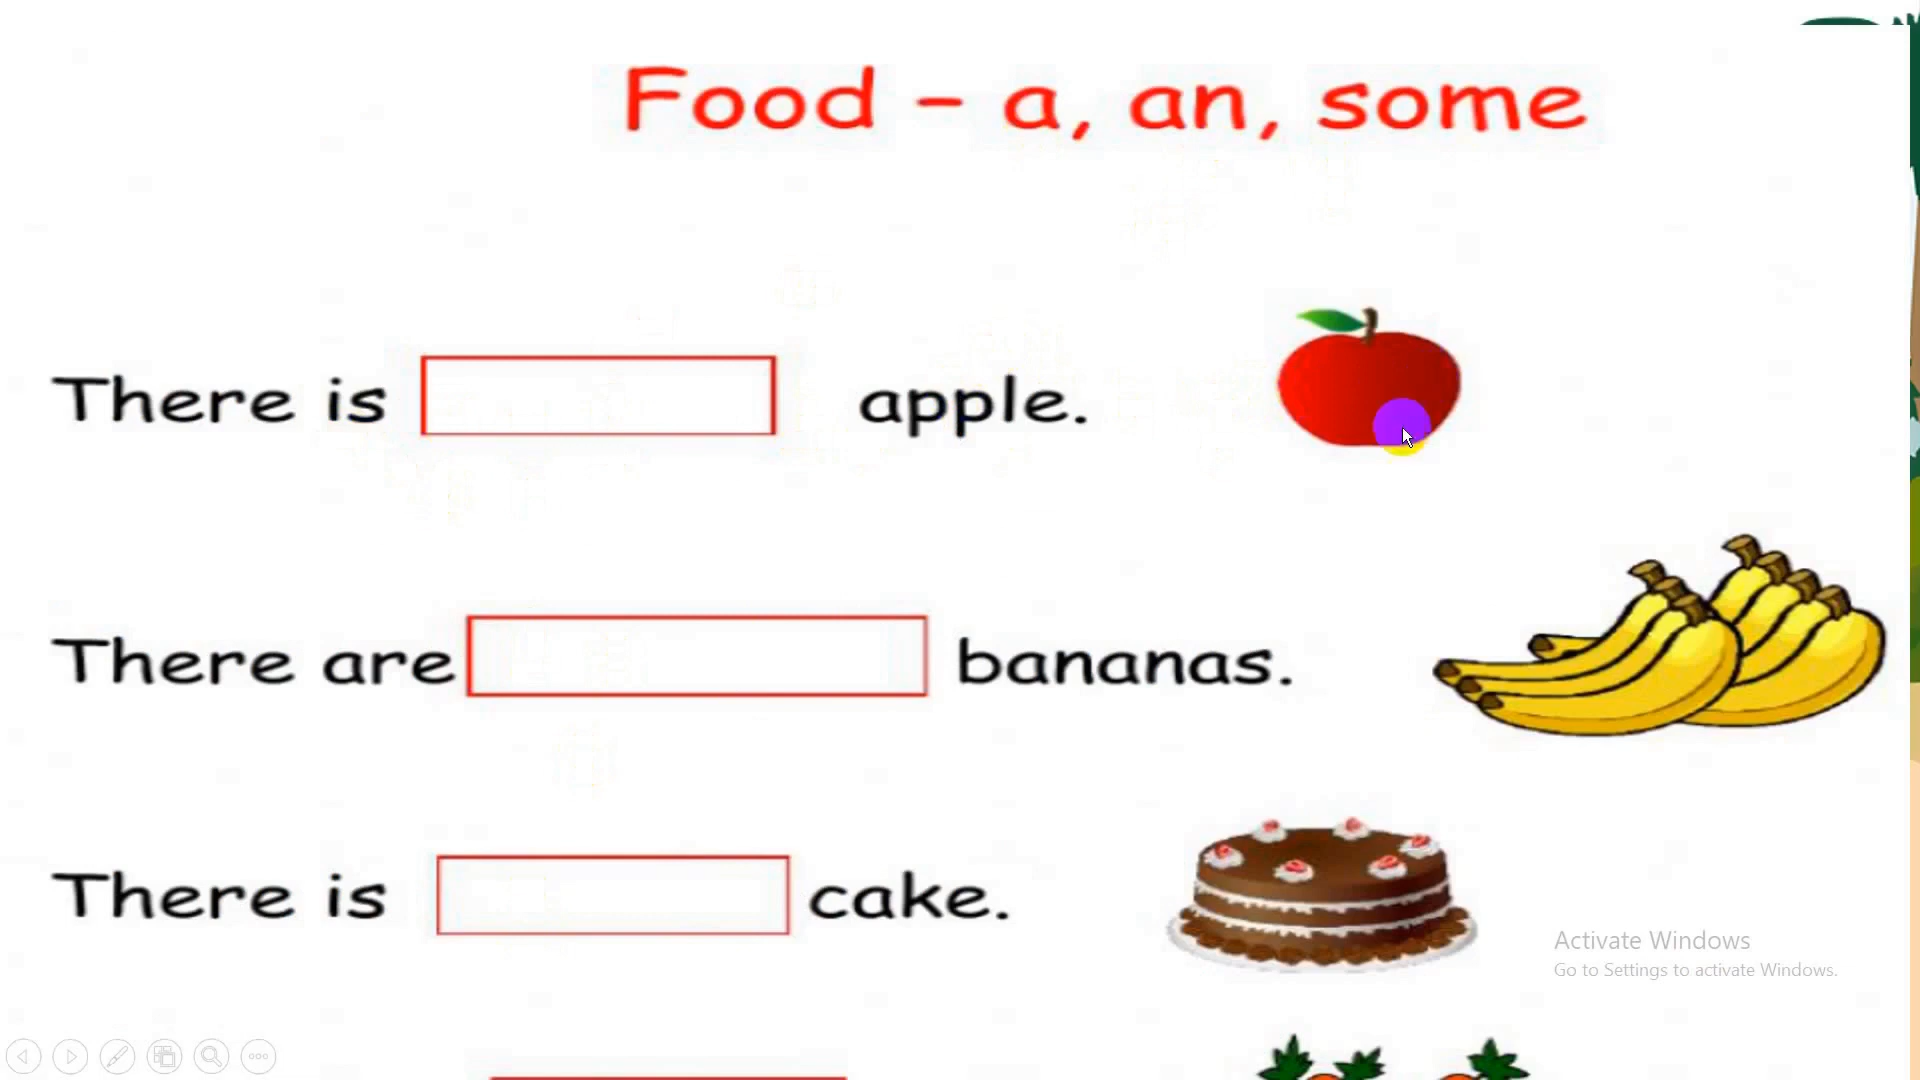 Food - a, an, some
There is apple.
There are bananas.
There is cake.
Activate Windows
Go to Settings to activate Windows.